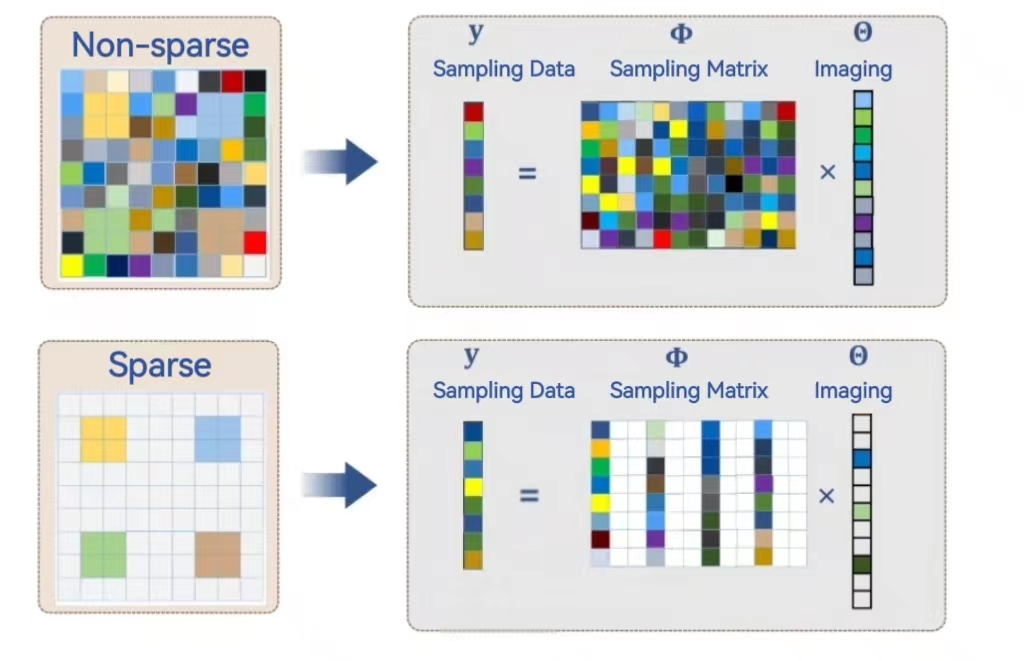 Non-sparse
y Φ Θ
Sampling Data Sampling Matrix Imaging
= ×
Sparse
y Φ Θ
Sampling Data Sampling Matrix Imaging
= ×